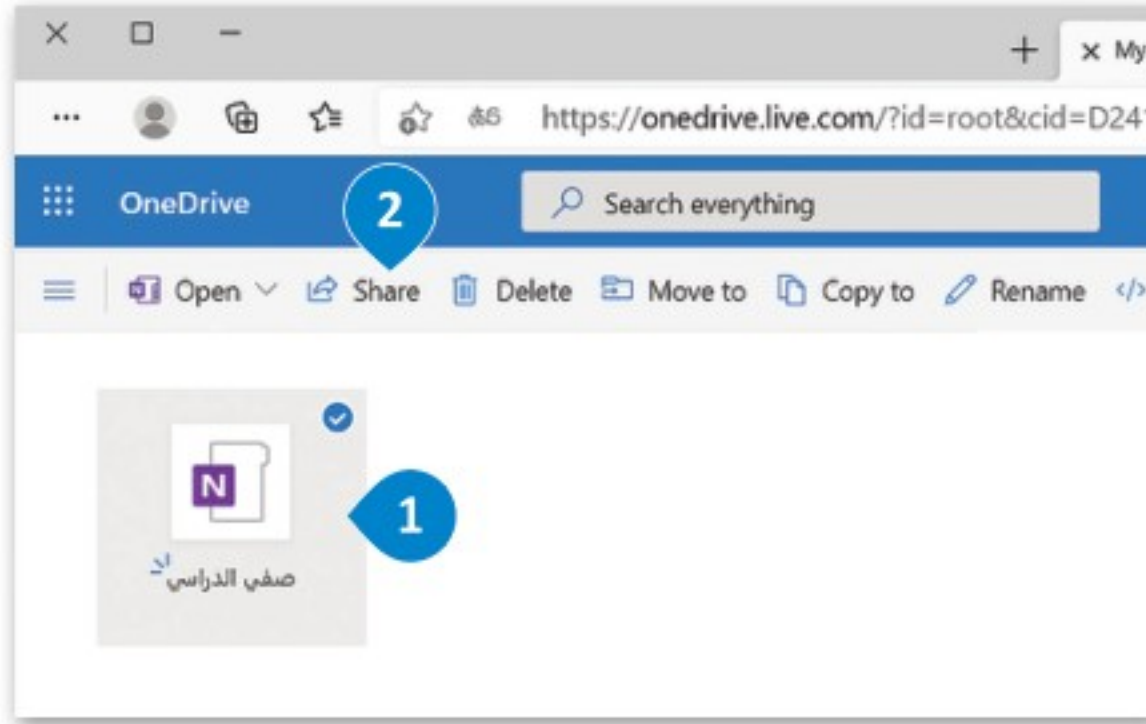 My
https://onedrive.live.com/?id=root&cid=D24
OneDrive
2
Search everything
Open Share Delete Move to Copy to Rename
N
1
صفي الدراسي